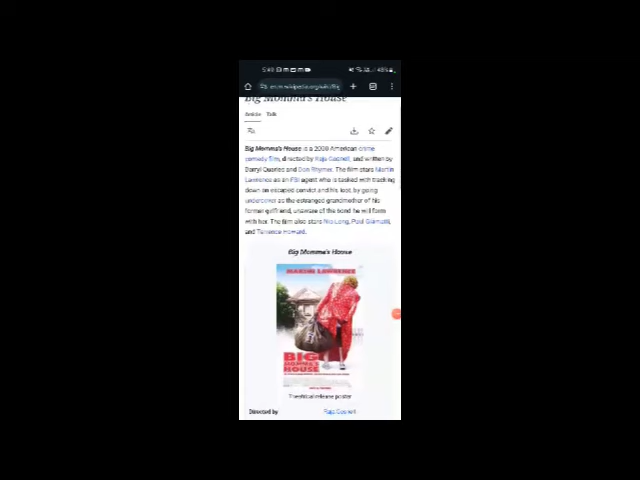 Big Momma's House
Article Talk
Big Momma's House is a 2000 American crime
comedy film, directed by Raja Gosnell, and written by
Darryl Quarles and Don Rhymer. The film stars Martin
Lawrence as an FBI agent who is tasked with tracking
down an escaped convict and his loot, by going
undercover as the estranged grandmother of his
former girlfriend, unaware of the bond he will form
with her. The film also stars Nia Long, Paul Giamatti,
and Terrence Howard.
Big Momma's House
MARTIN LAWRENCE
BIG
MOMMA'S
HOUSE
Theatrical release poster
Directed by Raja Gosnell